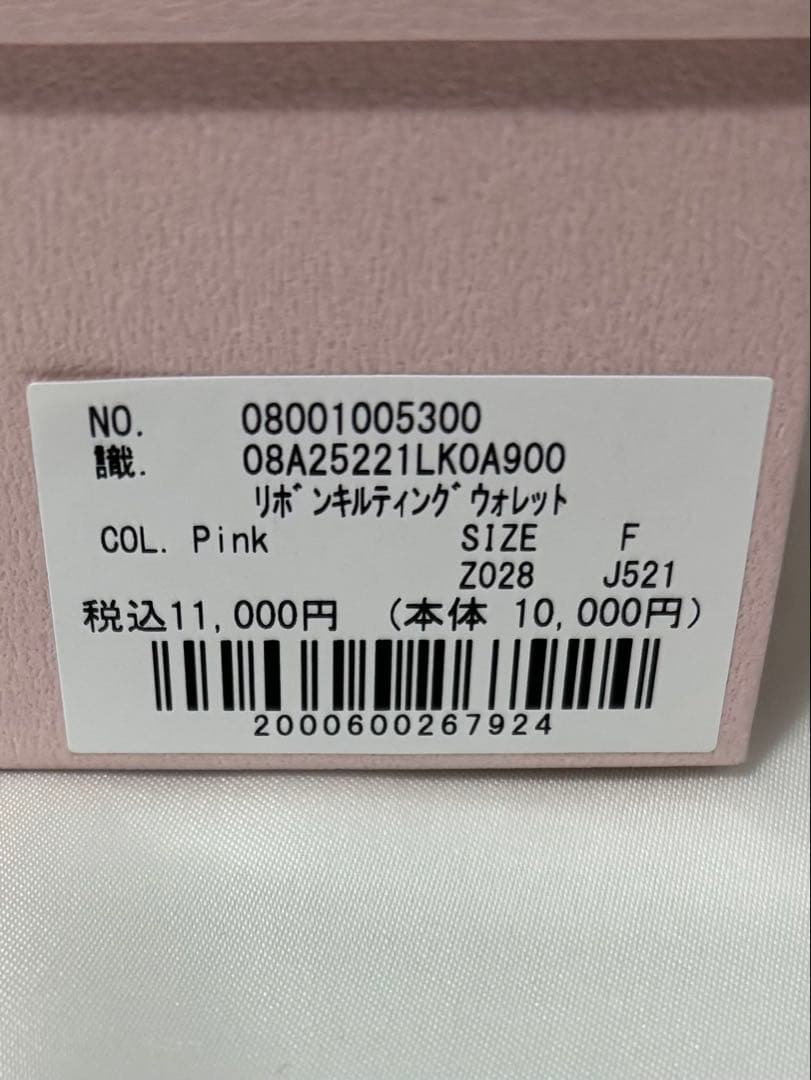 NO. 08001005300
識. 08A25221LK0A900
ﾘﾎﾞﾝｷﾙﾃｨﾝｸﾞｳｫﾚｯﾄ
COL. Pink SIZE F
Z028 J521
税込11,000円 (本体 10,000円)
2000600267924